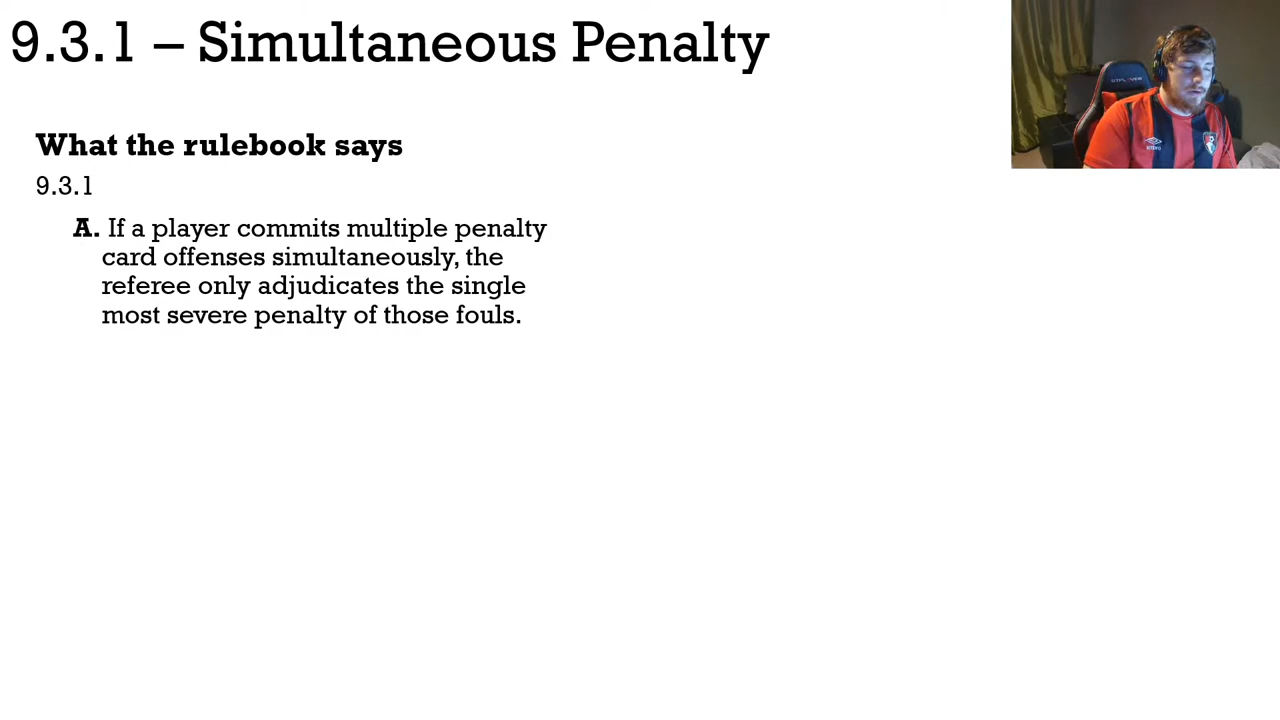 9.3.1 – Simultaneous Penalty
What the rulebook says
9.3.1
A. If a player commits multiple penalty
card offenses simultaneously, the
referee only adjudicates the single
most severe penalty of those fouls.